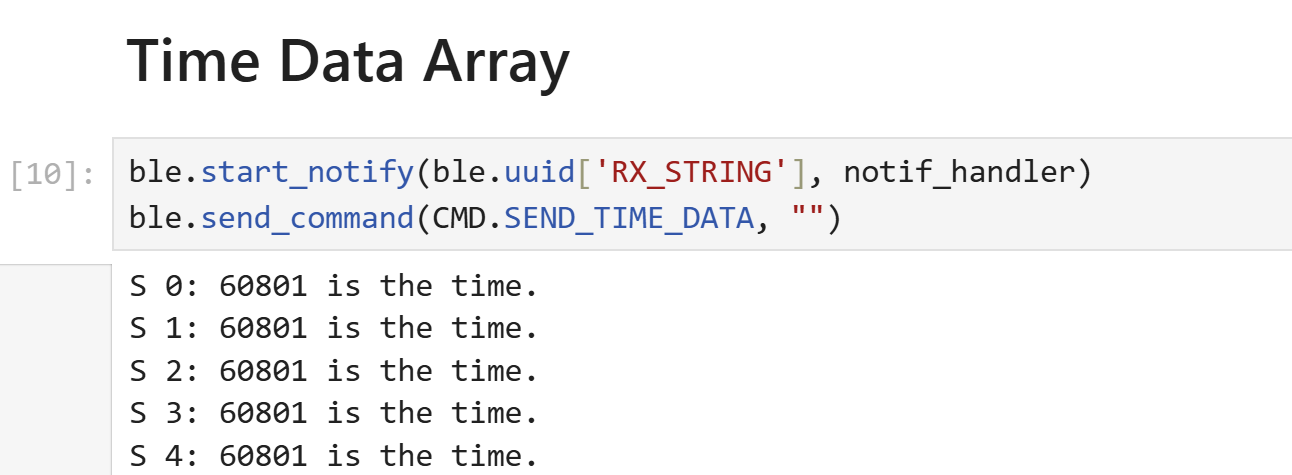 Time Data Array
[10]: ble.start_notify(ble.uuid['RX_STRING'], notif_handler)
ble.send_command(CMD.SEND_TIME_DATA, "")
S 0: 60801 is the time.
S 1: 60801 is the time.
S 2: 60801 is the time.
S 3: 60801 is the time.
S 4: 60801 is the time.